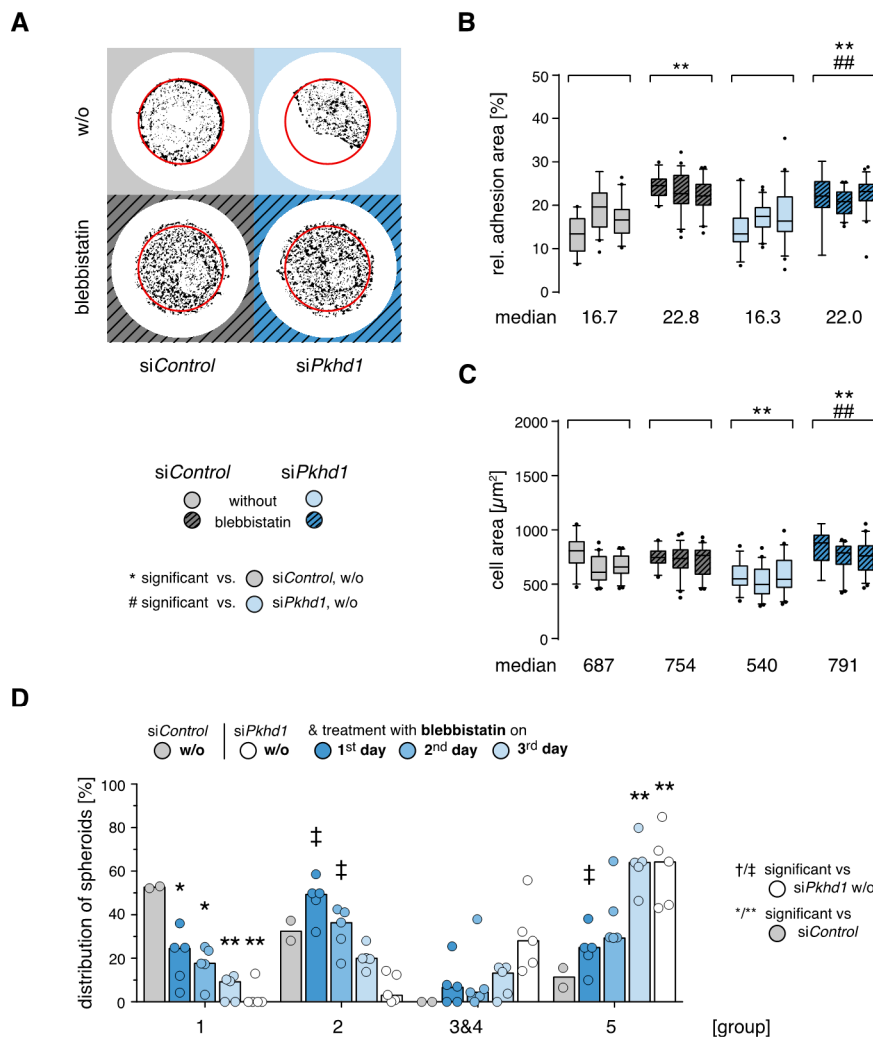 A
w/o
blebbistatin
siControl siPkhd1
siControl siPkhd1
without
blebbistatin
* significant vs. siControl, w/o
# significant vs. siPkhd1, w/o
B
rel. adhesion area [%]
50
40
30
20
10
0
**
**
##
median 16.7 22.8 16.3 22.0
C
cell area [µm²]
2000
1500
1000
500
0
**
**
##
median 687 754 540 791
D
siControl siPkhd1 & treatment with blebbistatin on
w/o w/o 1st day 2nd day 3rd day
distribution of spheroids [%]
100
80
60
40
20
0
* * ** ** ‡ ‡ ‡ ** **
1 2 3&4 5 [group]
†/‡ significant vs
siPkhd1 w/o
*/** significant vs
siControl